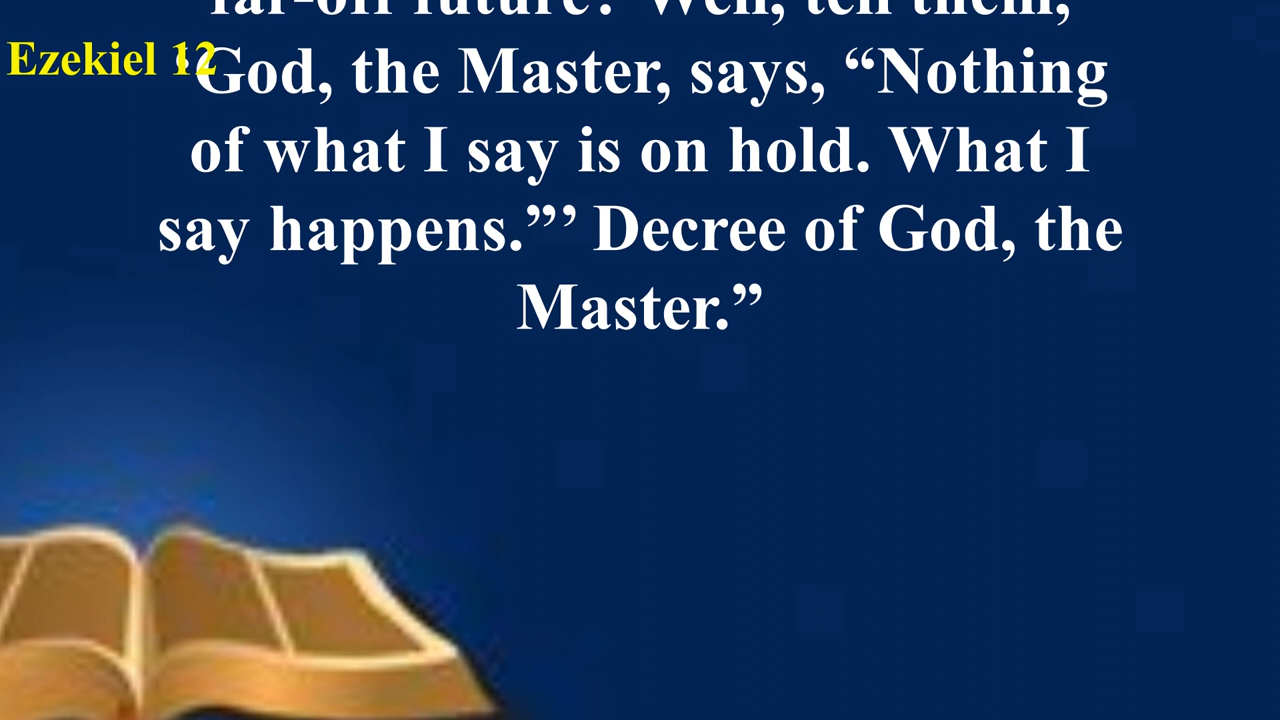 far-off future.’ Well, tell them,
Ezekiel 12
‘God, the Master, says, “Nothing
of what I say is on hold. What I
say happens.”’ Decree of God, the
Master.”